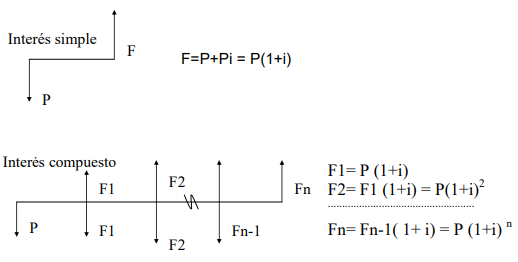 Interés simple
F
F=P+Pi = P(1+i)
P
Interés compuesto
F1
F2
Fn
P
F1
F2
Fn-1
F1= P (1+i)
F2= F1 (1+i) = P(1+i)²
................................................
Fn= Fn-1( 1+ i) = P (1+i) ⁿ